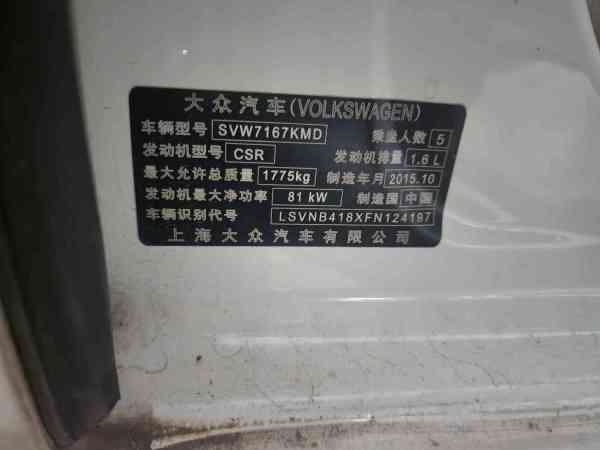 大众汽车(VOLKSWAGEN)
车辆型号 SVW7167KMD 乘坐人数 5
发动机型号 CSR 发动机排量 1.6 L
最大允许总质量 1775kg 制造年月 2015.10
发动机最大净功率 81 kW 制造国 中国
车辆识别代号 LSVNB418XFN124197
上海大众汽车有限公司